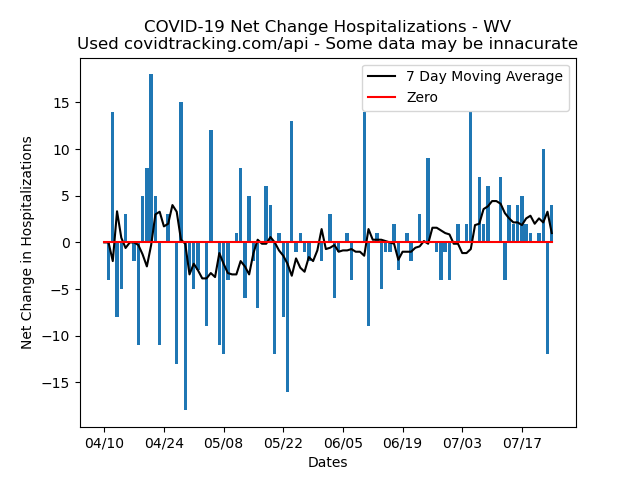 COVID-19 Net Change Hospitalizations - WV
Used covidtracking.com/api - Some data may be innacurate
7 Day Moving Average
Zero
Net Change in Hospitalizations
15
10
5
0
−5
−10
−15
04/10 04/24 05/08 05/22 06/05 06/19 07/03 07/17
Dates